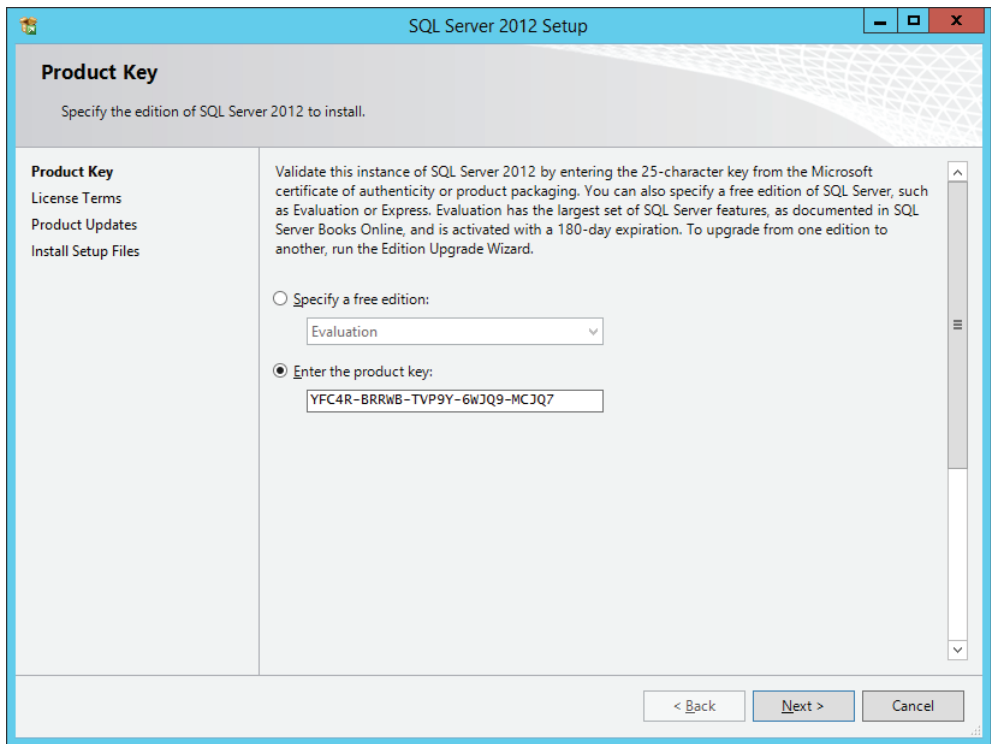 SQL Server 2012 Setup
Product Key
Specify the edition of SQL Server 2012 to install.
Product Key
License Terms
Product Updates
Install Setup Files
Validate this instance of SQL Server 2012 by entering the 25-character key from the Microsoft
certificate of authenticity or product packaging. You can also specify a free edition of SQL Server, such
as Evaluation or Express. Evaluation has the largest set of SQL Server features, as documented in SQL
Server Books Online, and is activated with a 180-day expiration. To upgrade from one edition to
another, run the Edition Upgrade Wizard.
Specify a free edition:
Evaluation
Enter the product key:
YFC4R-BRRWB-TVP9Y-6WJQ9-MCJQ7
< Back
Next >
Cancel